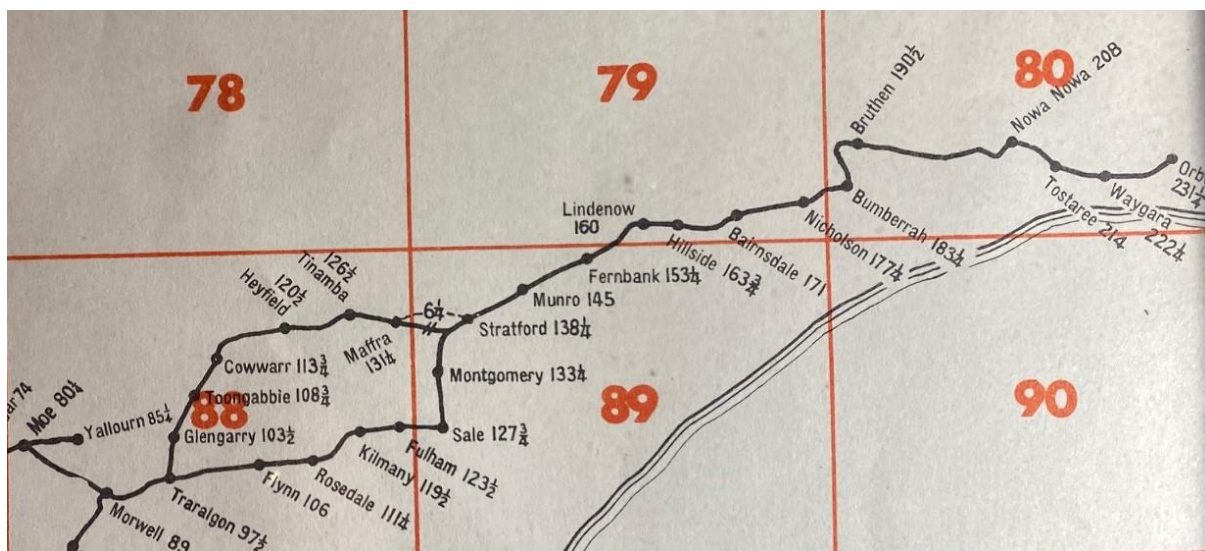 78
79
80
88
89
90
Bruthen 190½
Nowa Nowa 208
231¼
Waygara
222¼
Tostaree 214
Bumberrah 183¼
Nicholson 177¼
Bairnsdale 171
Hillside 163¾
Lindenow
160
Fernbank 153¼
Munro 145
Stratford 138¼
6¼
Montgomery 133¼
Sale 127¾
Fulham 123½
Kilmany 119½
Rosedale 111¼
Flynn 106
Traralgon 97½
Morwell 89
126½
Tinamba
120½
Heyfield
Maffra
131¼
Cowwarr 113¾
Toongabbie 108¾
Glengarry 103½
Yallourn 85¼
Moe 80¼
74